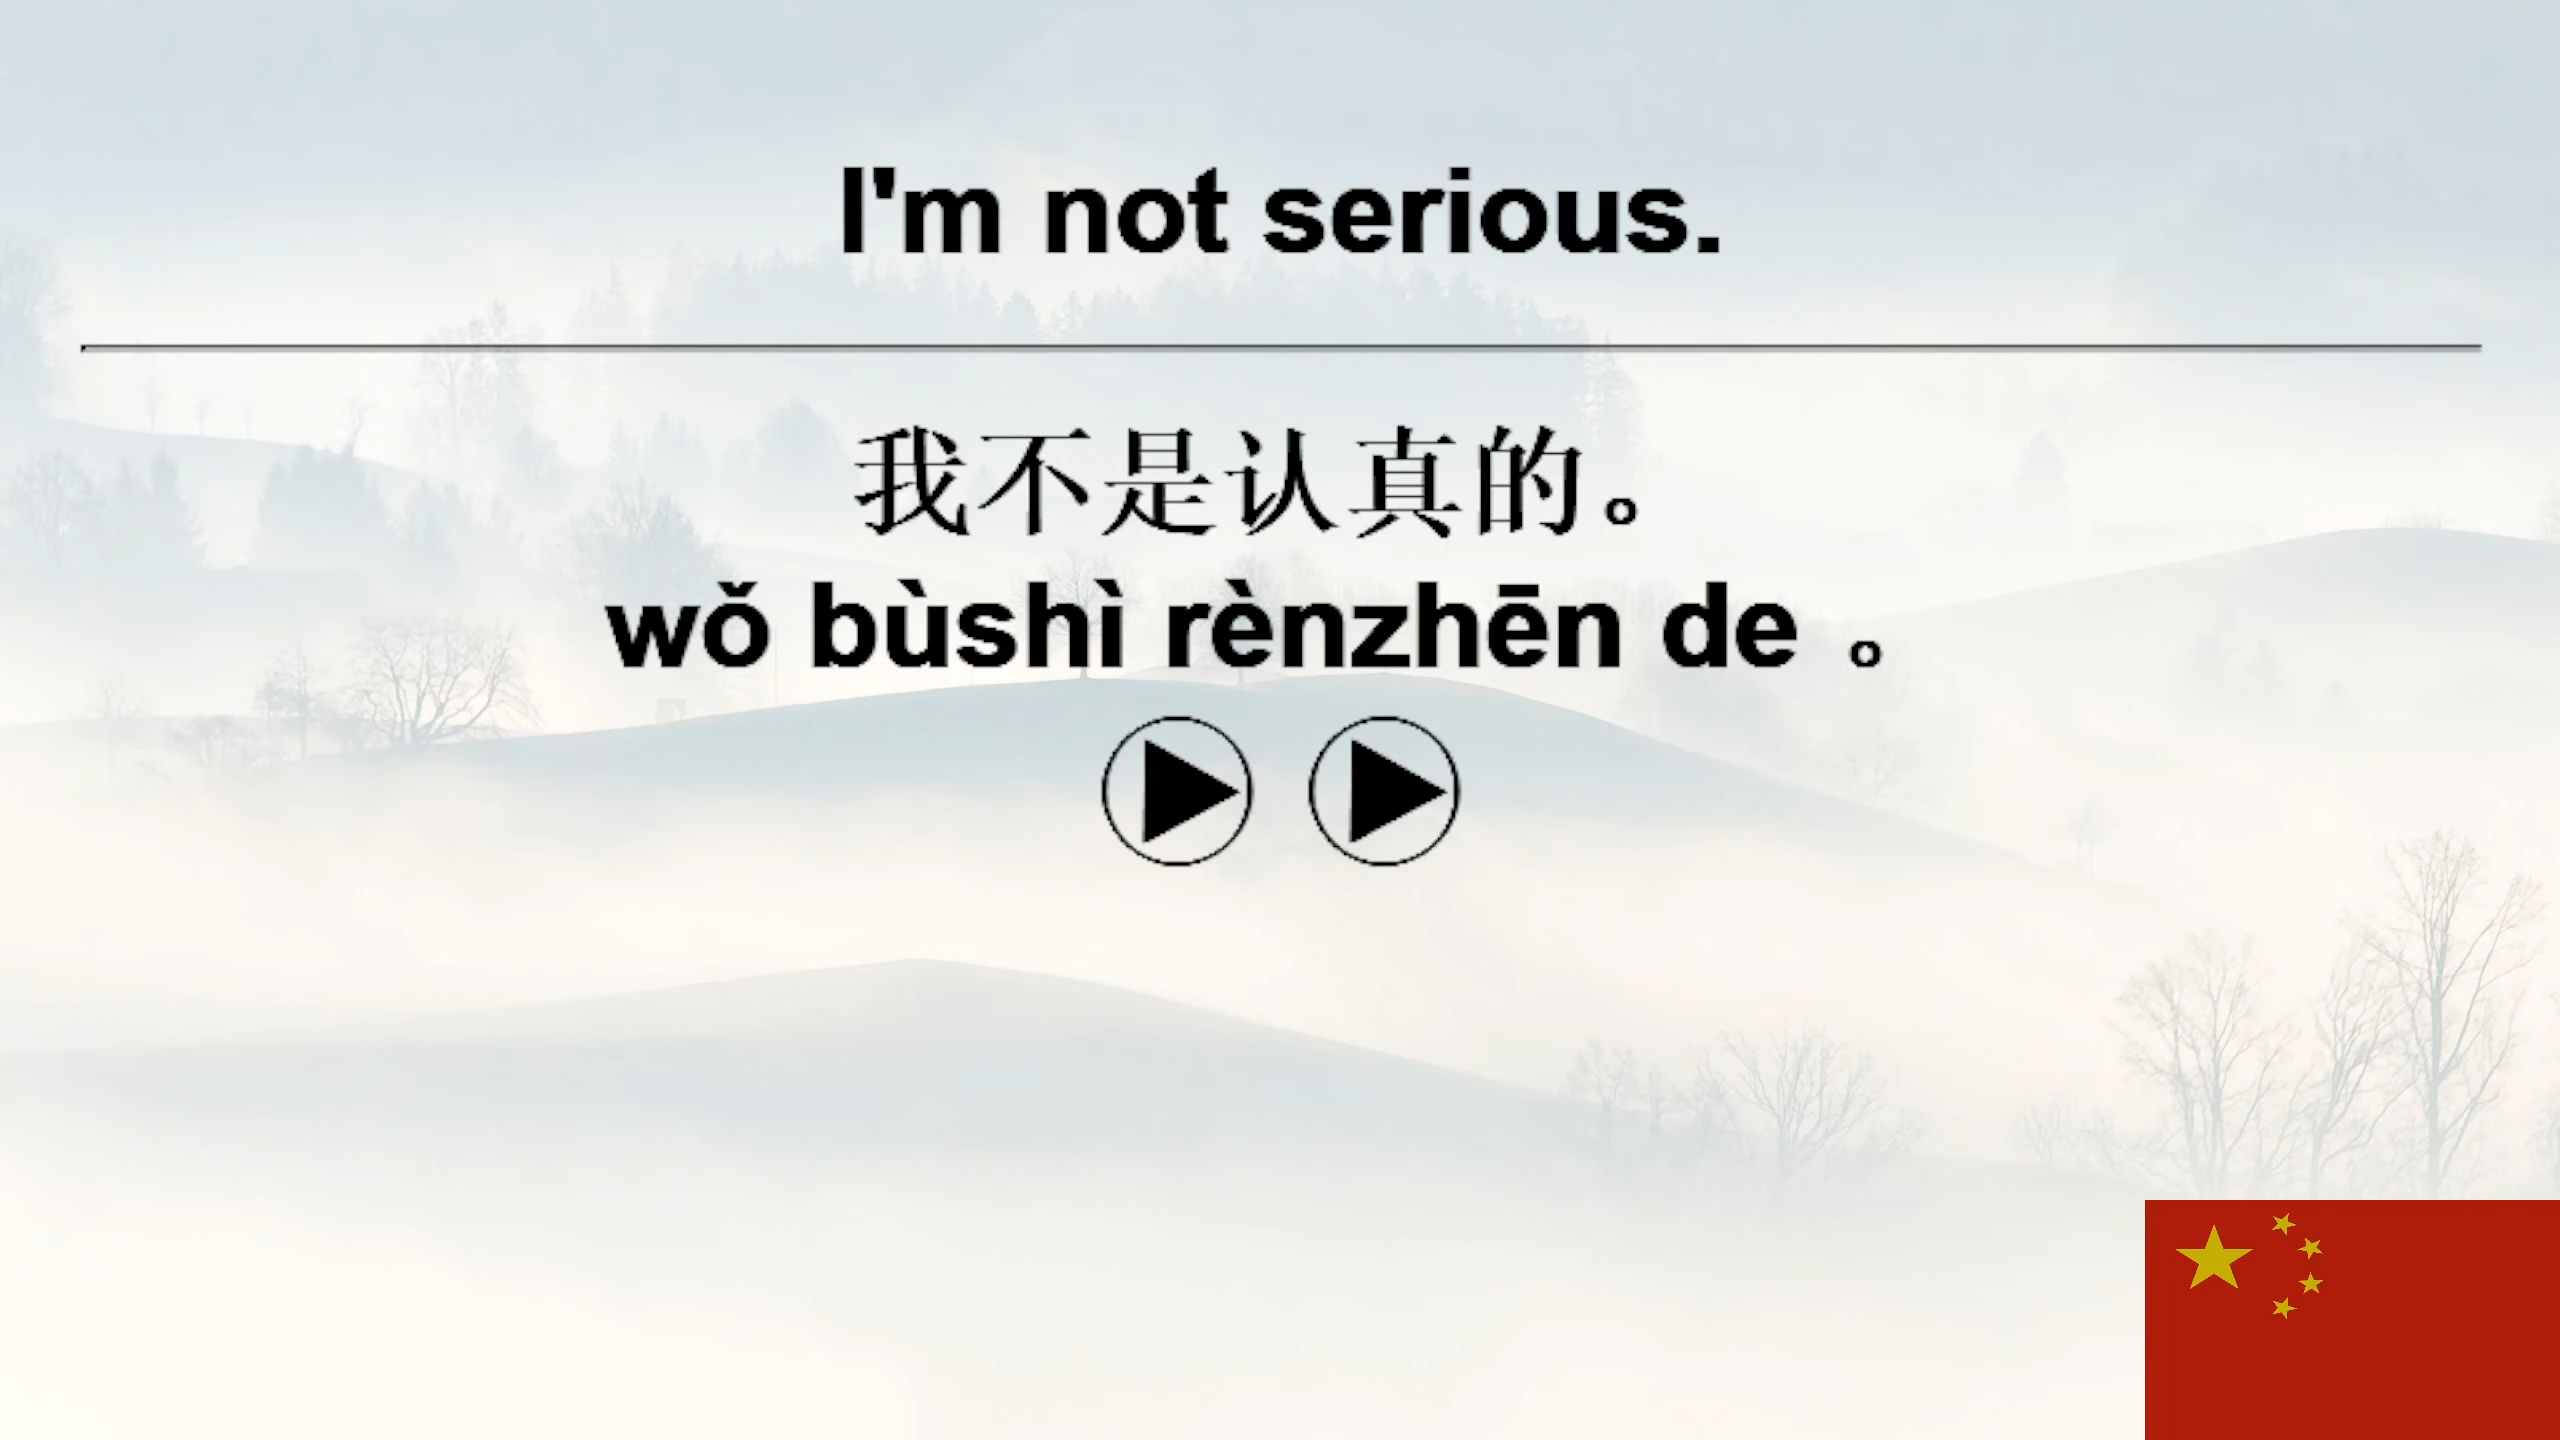 I'm not serious.
我不是认真的。
wǒ bùshì rènzhēn de 。